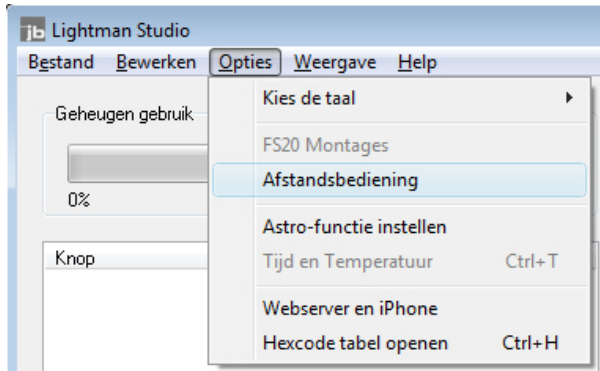 jb Lightman Studio
Bestand Bewerken Opties Weergave Help
Geheugen gebruik
0%
Knop
Kies de taal
FS20 Montages
Afstandsbediening
Astro-functie instellen
Tijd en Temperatuur Ctrl+T
Webserver en iPhone
Hexcode tabel openen Ctrl+H